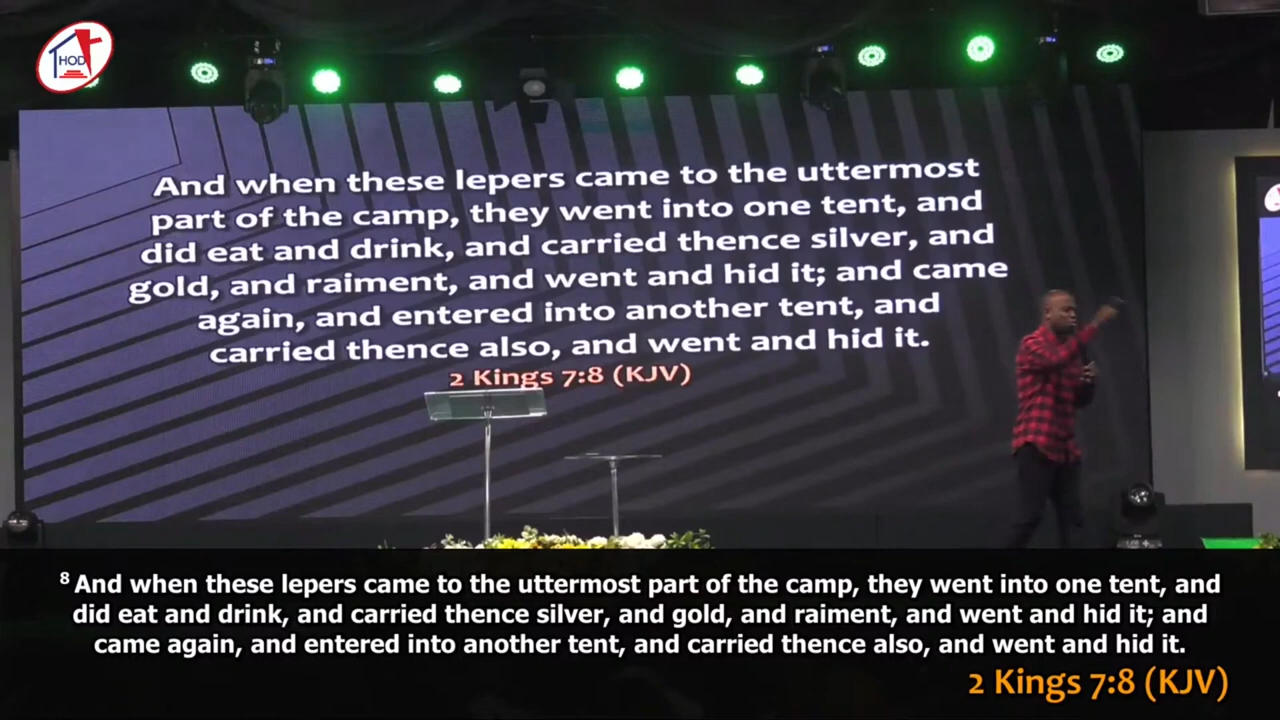 HOD
And when these lepers came to the uttermost
part of the camp, they went into one tent, and
did eat and drink, and carried thence silver, and
gold, and raiment, and went and hid it; and came
again, and entered into another tent, and
carried thence also, and went and hid it.
2 Kings 7:8 (KJV)
8 And when these lepers came to the uttermost part of the camp, they went into one tent, and
did eat and drink, and carried thence silver, and gold, and raiment, and went and hid it; and
came again, and entered into another tent, and carried thence also, and went and hid it.
2 Kings 7:8 (KJV)